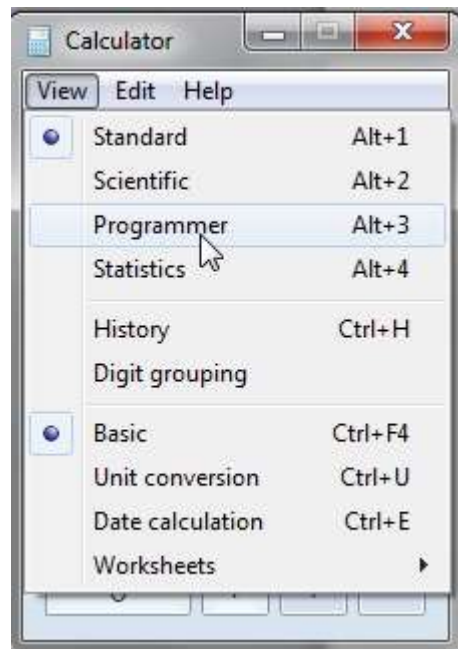 Calculator
View Edit Help
Standard Alt+1
Scientific Alt+2
Programmer Alt+3
Statistics Alt+4
History Ctrl+H
Digit grouping
Basic Ctrl+F4
Unit conversion Ctrl+U
Date calculation Ctrl+E
Worksheets